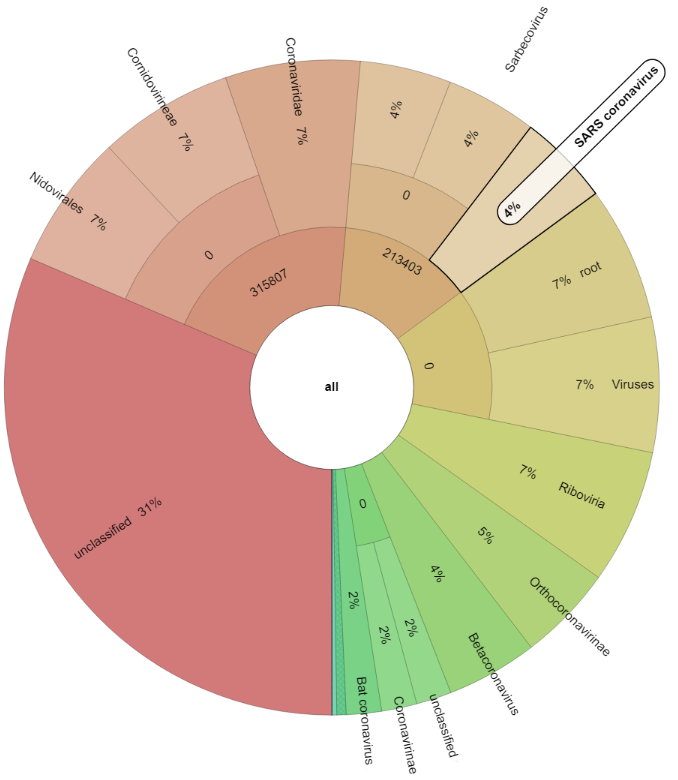 all
Cornidovirineae 7%
Coronaviridae 7%
4%
4%
Sarbecovirus
SARS coronavirus
4%
Nidovirales 7%
0
315807
0
213403
7% root
0
7% Viruses
7% Riboviria
5% Orthocoronavirinae
4% Betacoronavirus
0
2% unclassified
2% Coronavirinae
2% Bat coronavirus
unclassified 31%